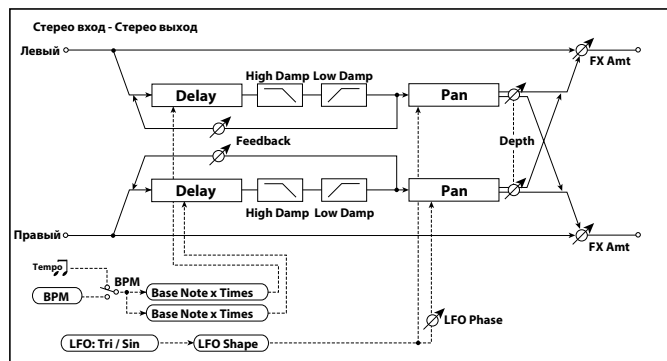 Стерео вход - Стерео выход
Левый
FX Amt
High Damp Low Damp
Delay
Pan
Feedback
Depth
Delay
Pan
High Damp Low Damp
Правый
FX Amt
Tempo
BPM
BPM
Base Note x Times
Base Note x Times
LFO Phase
LFO: Tri / Sin
LFO Shape